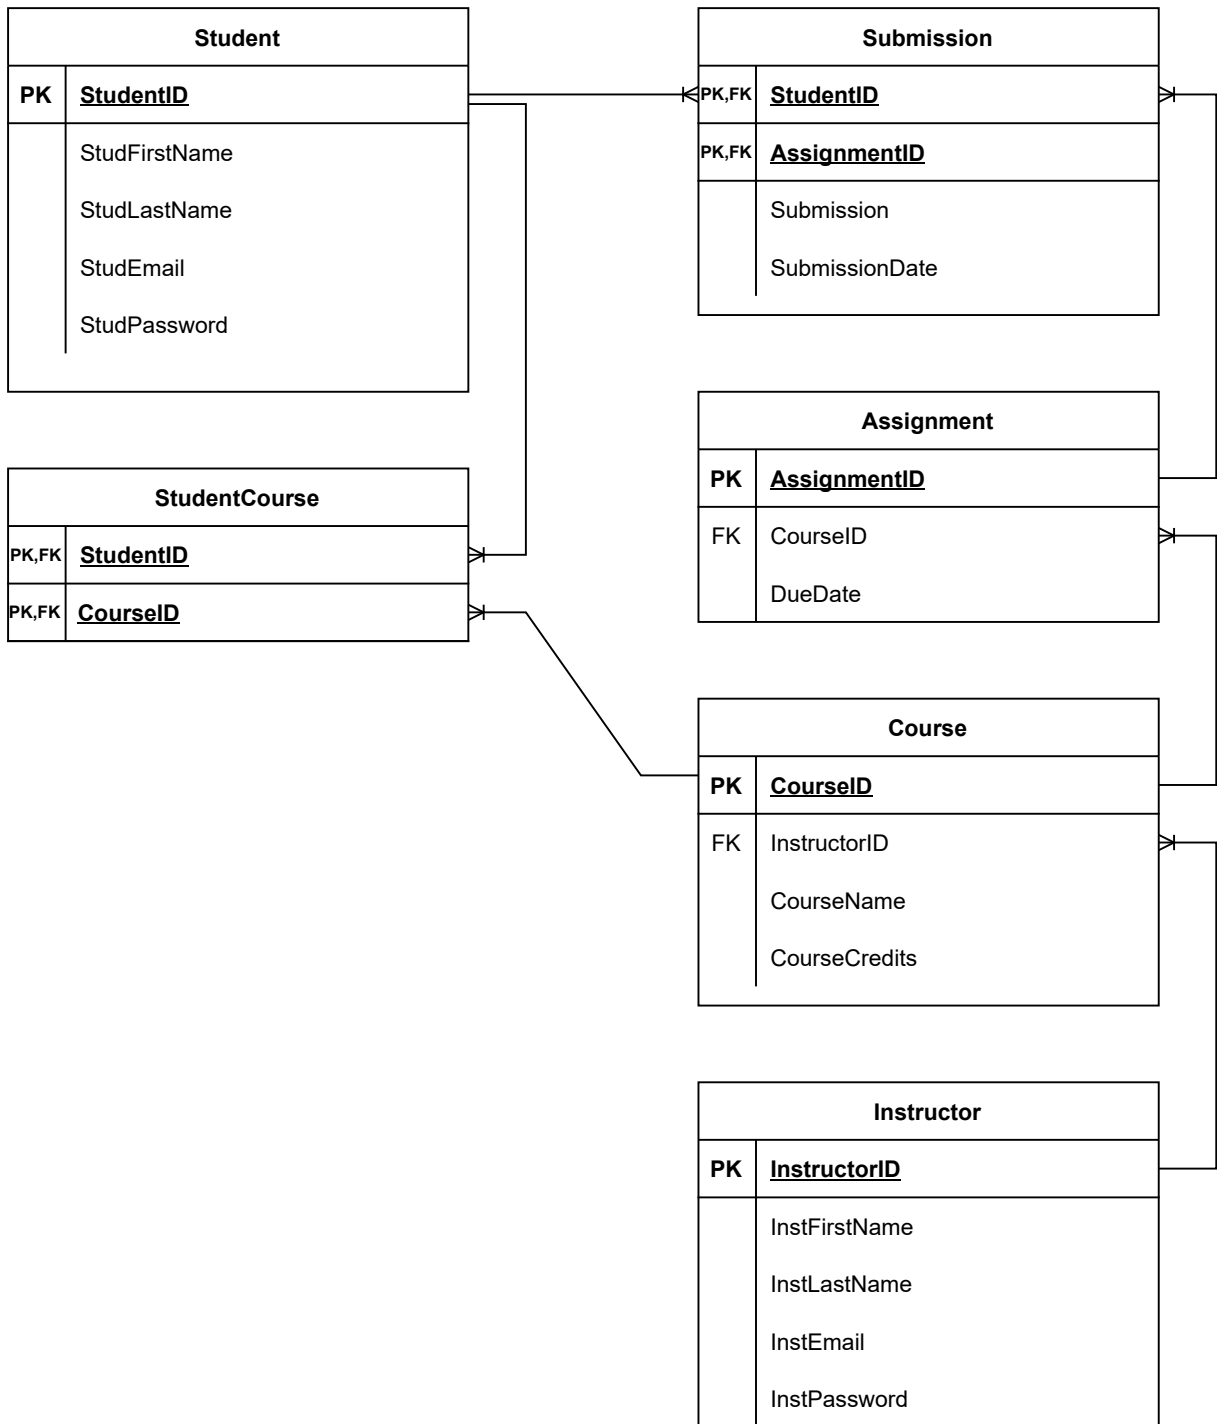 Student
PK StudentID
StudFirstName
StudLastName
StudEmail
StudPassword
Submission
PK,FK StudentID
PK,FK AssignmentID
Submission
SubmissionDate
StudentCourse
PK,FK StudentID
PK,FK CourseID
Assignment
PK AssignmentID
FK CourseID
DueDate
Course
PK CourseID
FK InstructorID
CourseName
CourseCredits
Instructor
PK InstructorID
InstFirstName
InstLastName
InstEmail
InstPassword